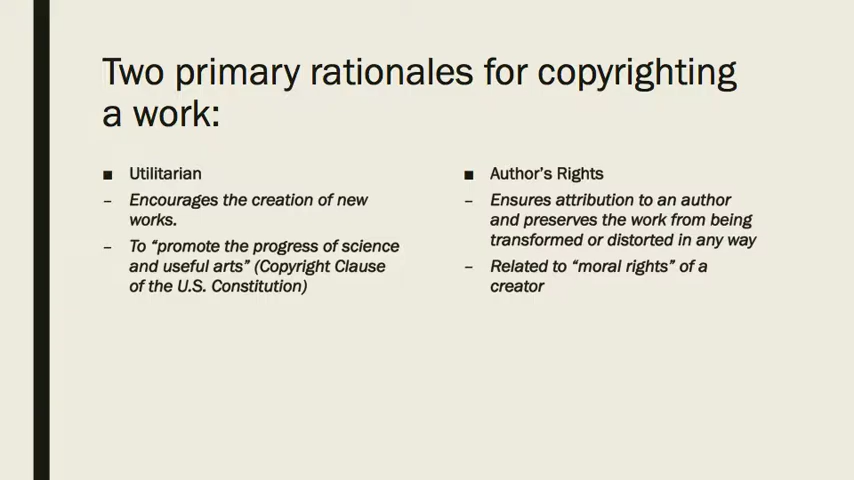 Two primary rationales for copyrighting
a work:
■ Utilitarian
– Encourages the creation of new
works.
– To “promote the progress of science
and useful arts” (Copyright Clause
of the U.S. Constitution)
■ Author’s Rights
– Ensures attribution to an author
and preserves the work from being
transformed or distorted in any way
– Related to “moral rights” of a
creator